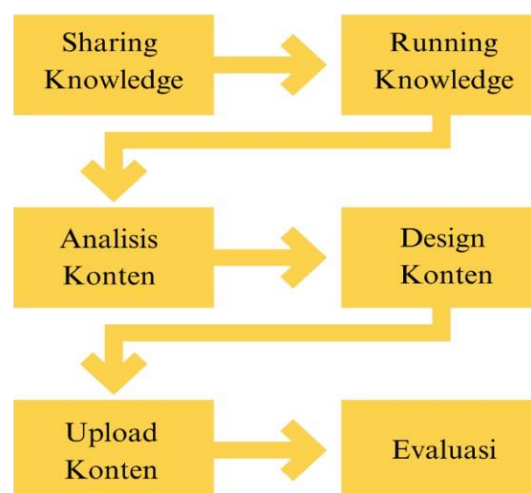 Sharing
Knowledge
Running
Knowledge
Analisis
Konten
Design
Konten
Upload
Konten
Evaluasi